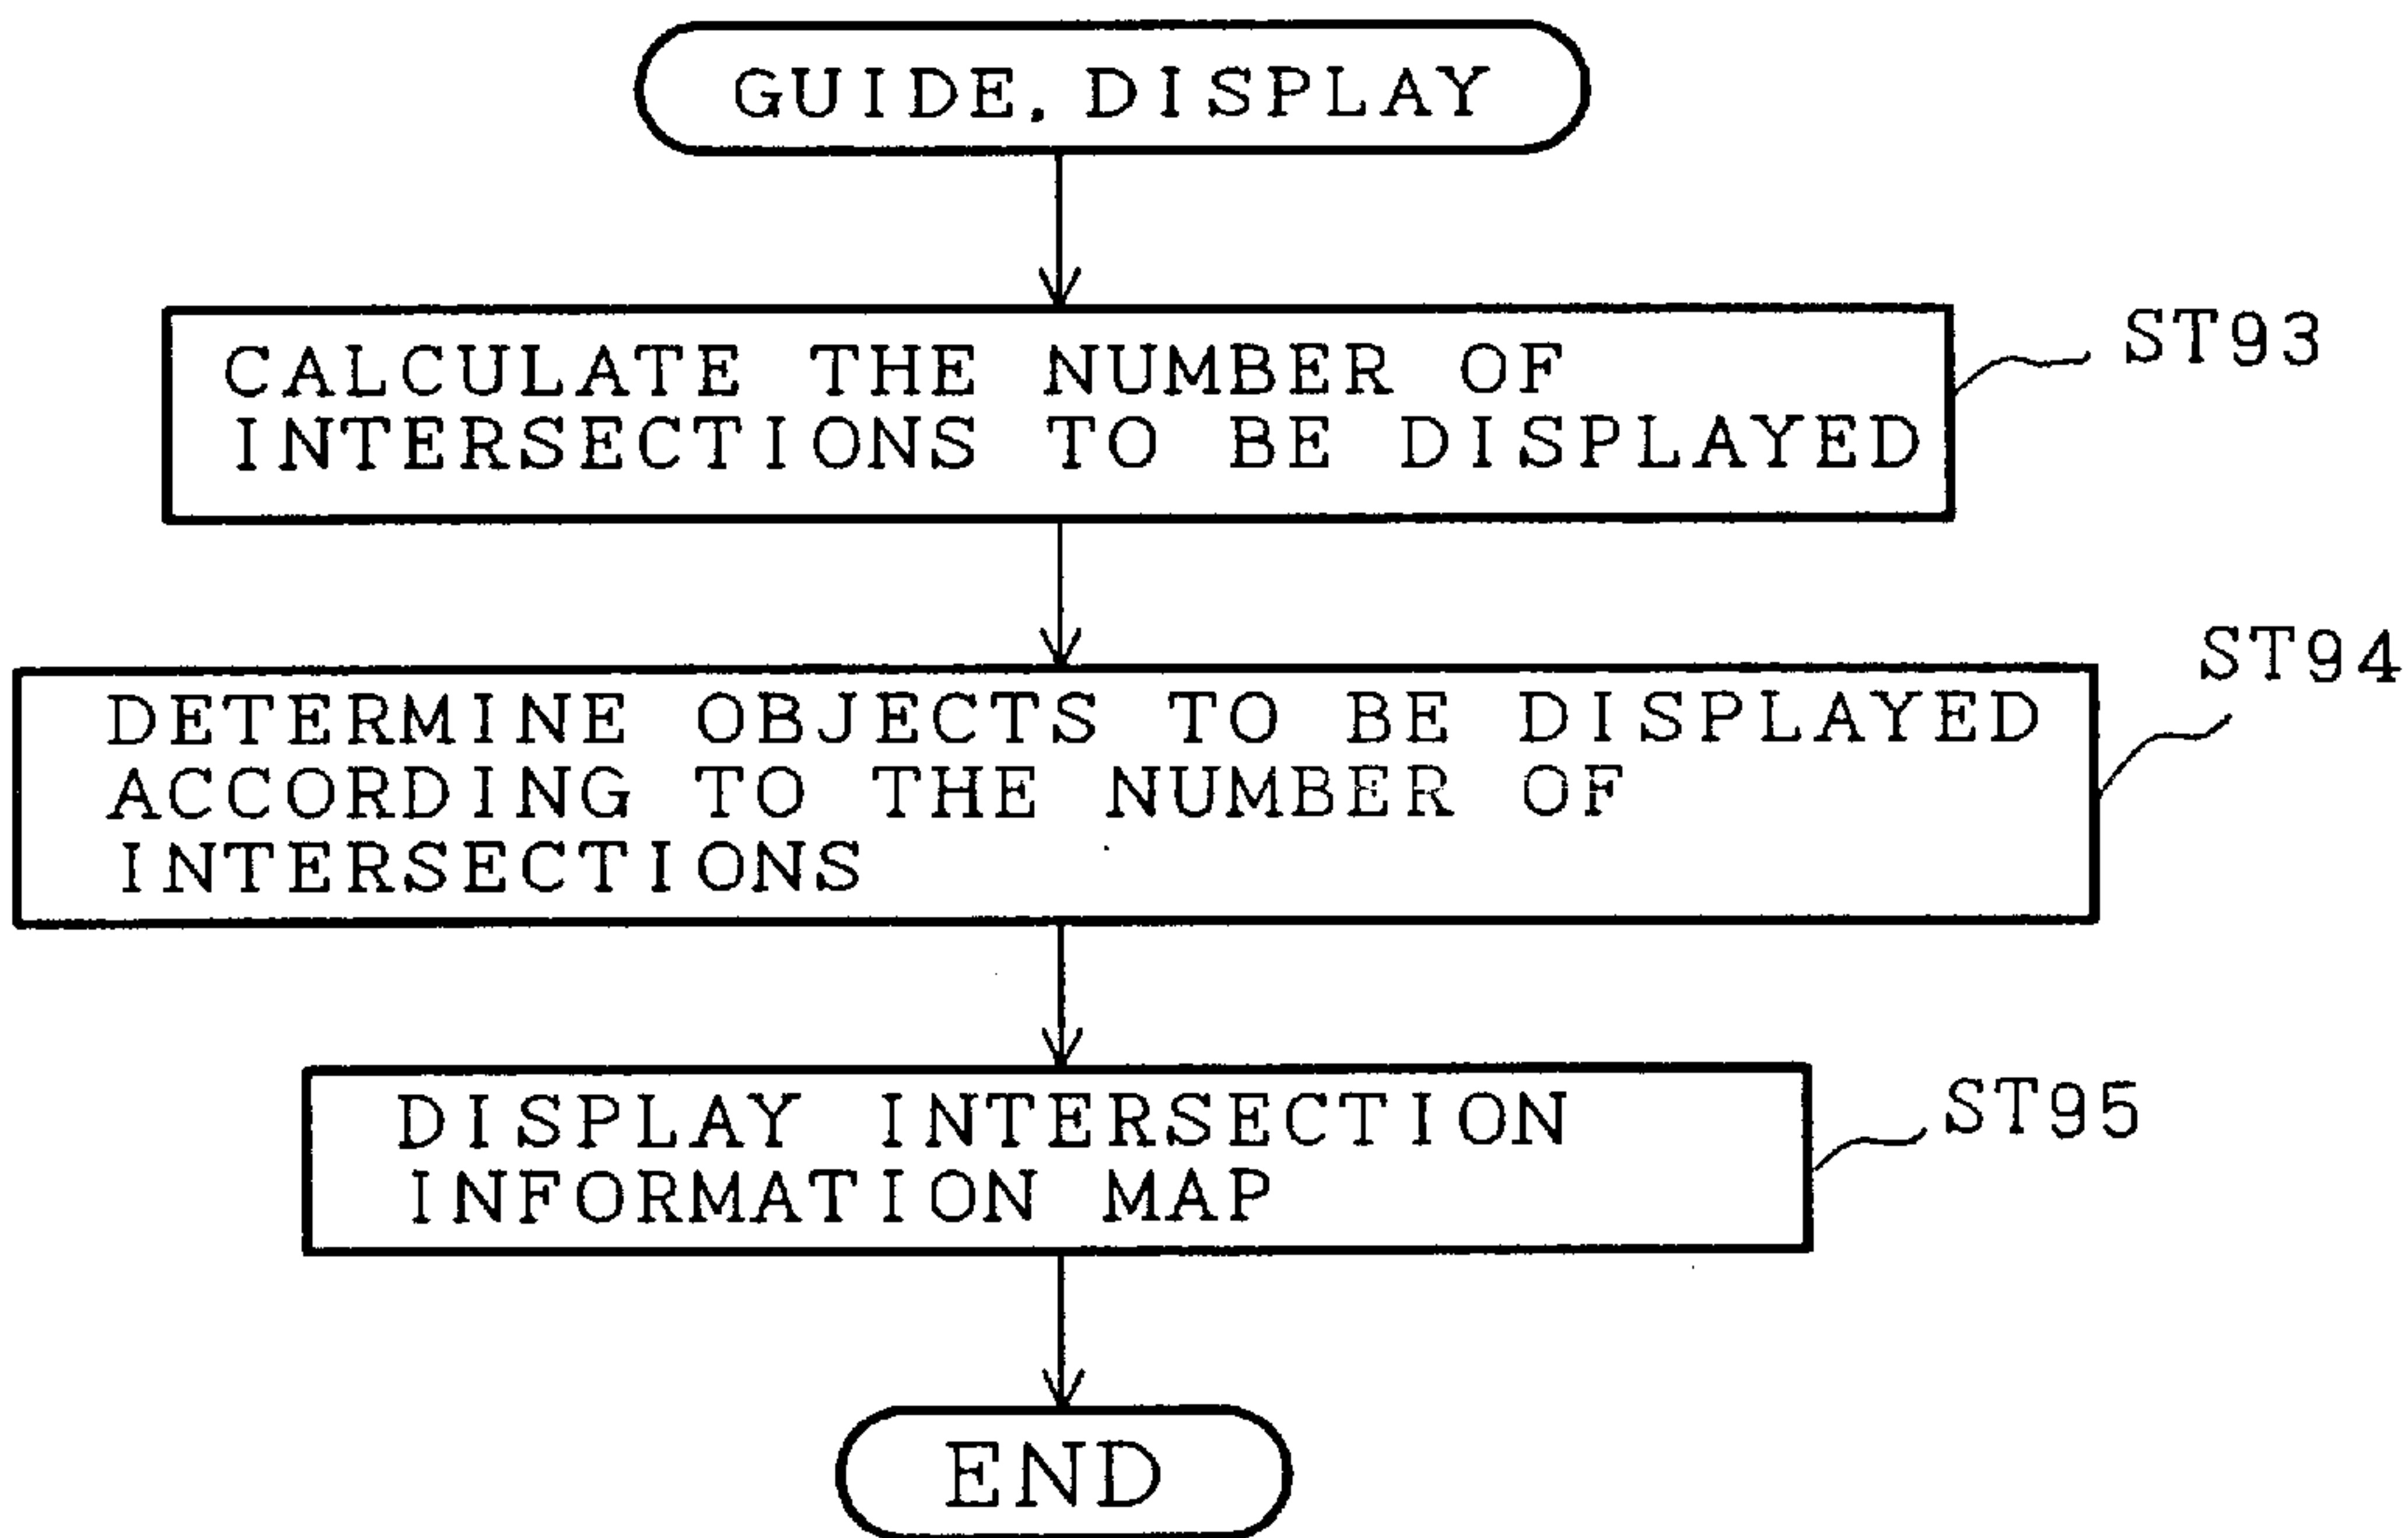 GUIDE, DISPLAY
CALCULATE THE NUMBER OF
INTERSECTIONS TO BE DISPLAYED
ST93
DETERMINE OBJECTS TO BE DISPLAYED
ACCORDING TO THE NUMBER OF
INTERSECTIONS
ST94
DISPLAY INTERSECTION
INFORMATION MAP
ST95
END